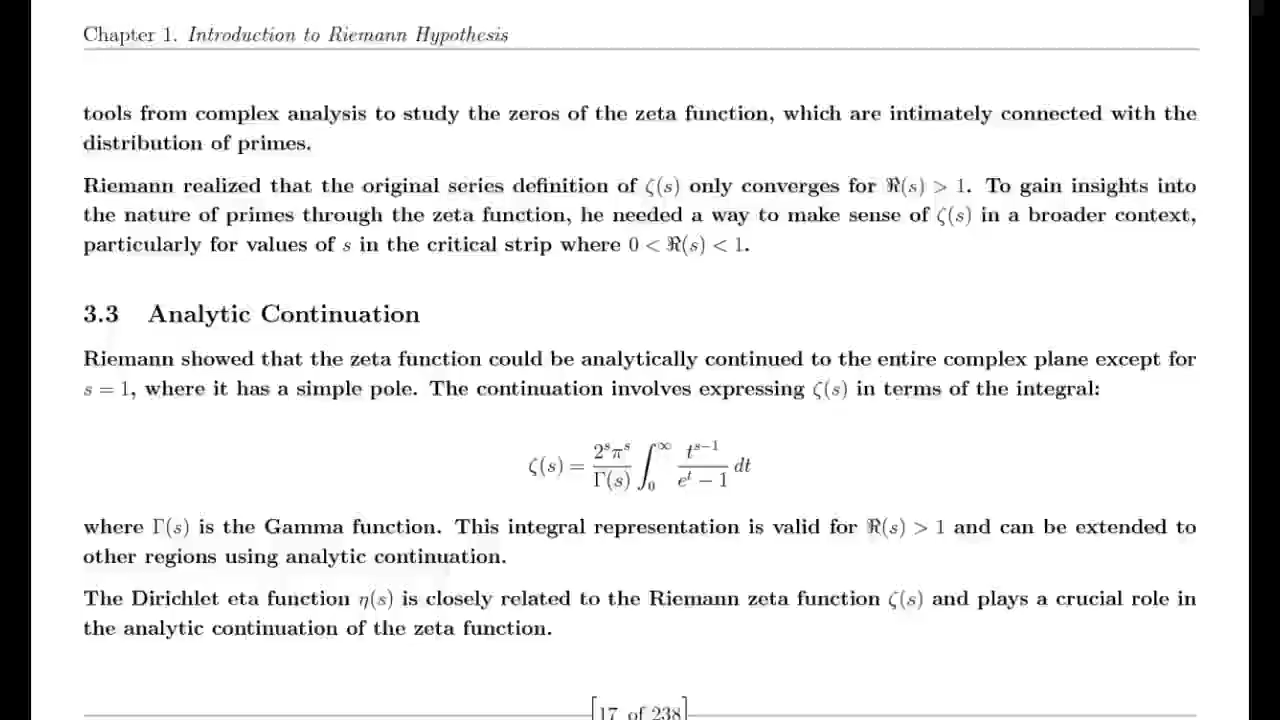 Chapter 1. Introduction to Riemann Hypothesis
tools from complex analysis to study the zeros of the zeta function, which are intimately connected with the
distribution of primes.
Riemann realized that the original series definition of ζ(s) only converges for ℜ(s) > 1. To gain insights into
the nature of primes through the zeta function, he needed a way to make sense of ζ(s) in a broader context,
particularly for values of s in the critical strip where 0 < ℜ(s) < 1.
3.3 Analytic Continuation
Riemann showed that the zeta function could be analytically continued to the entire complex plane except for
s = 1, where it has a simple pole. The continuation involves expressing ζ(s) in terms of the integral:
ζ(s) = \frac{2^s π^s}{Γ(s)} ∫_0^∞ \frac{t^{s−1}}{e^t − 1} dt
where Γ(s) is the Gamma function. This integral representation is valid for ℜ(s) > 1 and can be extended to
other regions using analytic continuation.
The Dirichlet eta function η(s) is closely related to the Riemann zeta function ζ(s) and plays a crucial role in
the analytic continuation of the zeta function.
[17 of 238]